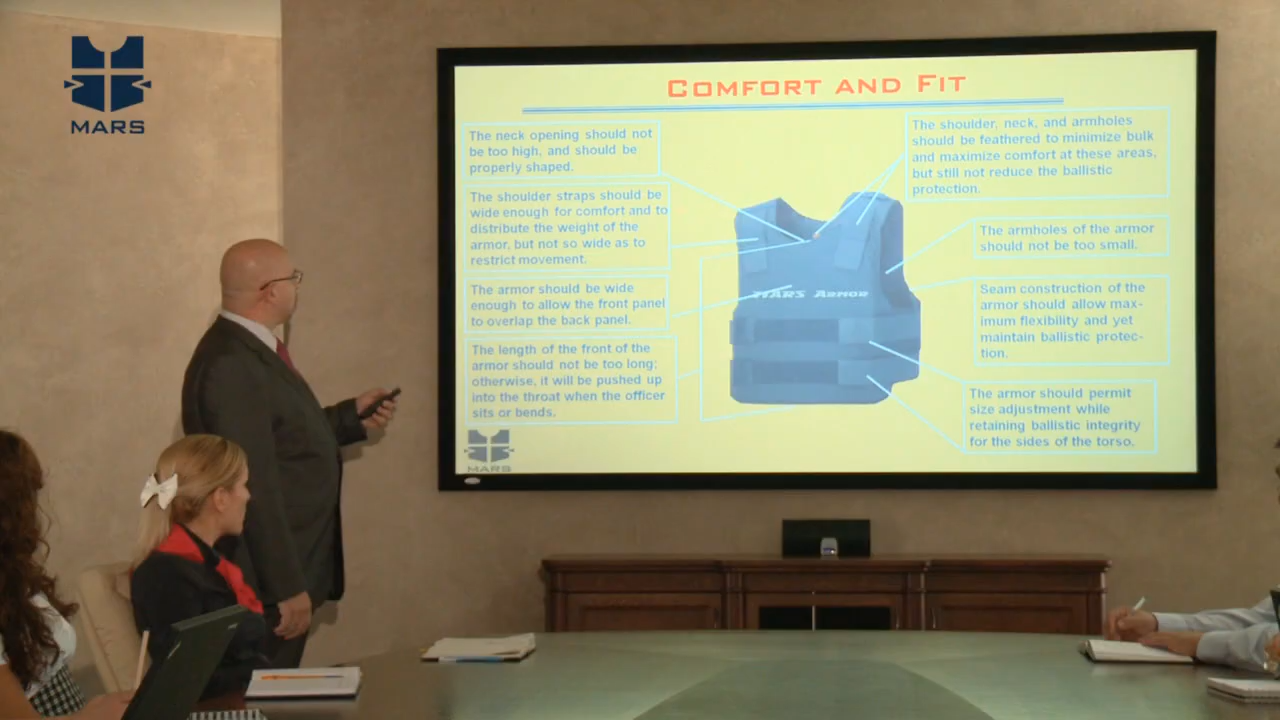 MARS
COMFORT AND FIT
The neck opening should not
be too high, and should be
properly shaped.
The shoulder straps should be
wide enough for comfort and to
distribute the weight of the
armor, but not so wide as to
restrict movement.
The armor should be wide
enough to allow the front panel
to overlap the back panel.
The length of the front of the
armor should not be too long;
otherwise, it will be pushed up
into the throat when the officer
sits or bends.
MARS
MARS ARMOR
The shoulder, neck, and armholes
should be feathered to minimize bulk
and maximize comfort at these areas,
but still not reduce the ballistic
protection.
The armholes of the armor
should not be too small.
Seam construction of the
armor should allow max-
imum flexibility and yet
maintain ballistic protec-
tion.
The armor should permit
size adjustment while
retaining ballistic integrity
for the sides of the torso.